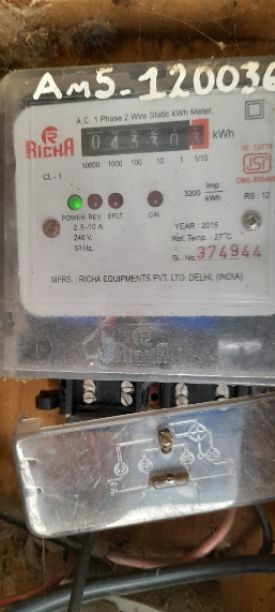 AMS-120036
RICHA
A.C. 1 Phase 2 Wire Static kWh Meter.
04330
kWh
10000 1000 100 10 1 1/10
CL - 1
3200 Imp/kWh
RS : 12
POWER REV EFLT CAL
2.5-10 A
240 V.
50 Hz.
YEAR : 2015
Ref. Temp. : 27°C
Sl. No. 374944
MFRS. : RICHA EQUIPMENTS PVT. LTD. DELHI, (INDIA)